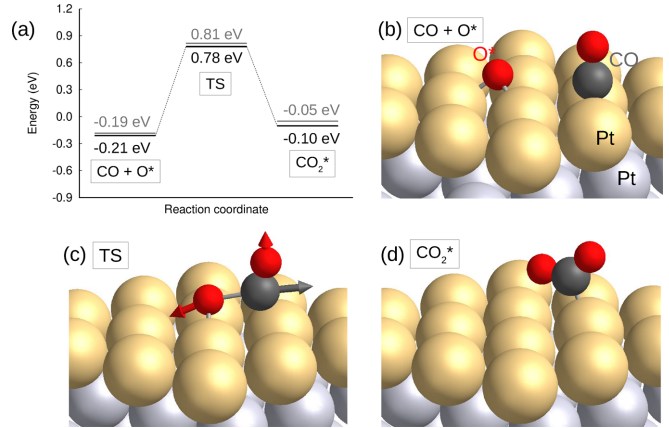 (a)
1.2
0.9
0.6
0.3
0.0
-0.3
-0.6
-0.9
Energy (eV)
0.81 eV
0.78 eV
TS
-0.19 eV
-0.21 eV
CO + O*
-0.05 eV
-0.10 eV
CO₂*
Reaction coordinate
(b)
CO + O*
O*
CO
Pt
Pt
(c)
TS
(d)
CO₂*